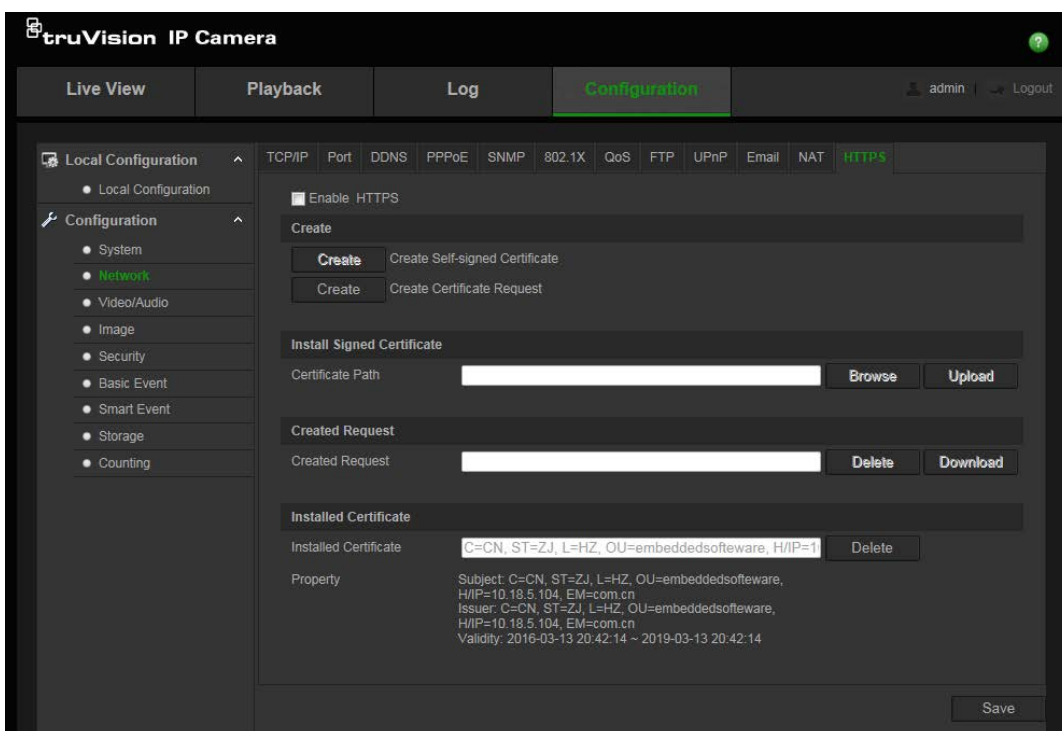 truVision IP Camera
?
Live View Playback Log Configuration admin | Logout
Local Configuration
Local Configuration
Configuration
System
Network
Video/Audio
Image
Security
Basic Event
Smart Event
Storage
Counting
TCP/IP Port DDNS PPPoE SNMP 802.1X QoS FTP UPnP Email NAT HTTPS
Enable HTTPS
Create
Create Create Self-signed Certificate
Create Create Certificate Request
Install Signed Certificate
Certificate Path Browse Upload
Created Request
Created Request Delete Download
Installed Certificate
Installed Certificate C=CN, ST=ZJ, L=HZ, OU=embeddedsofteware, H/IP=1 Delete
Property Subject: C=CN, ST=ZJ, L=HZ, OU=embeddedsofteware,
H/IP=10.18.5.104, EM=com.cn
Issuer: C=CN, ST=ZJ, L=HZ, OU=embeddedsofteware,
H/IP=10.18.5.104, EM=com.cn
Validity: 2016-03-13 20:42:14 ~ 2019-03-13 20:42:14
Save